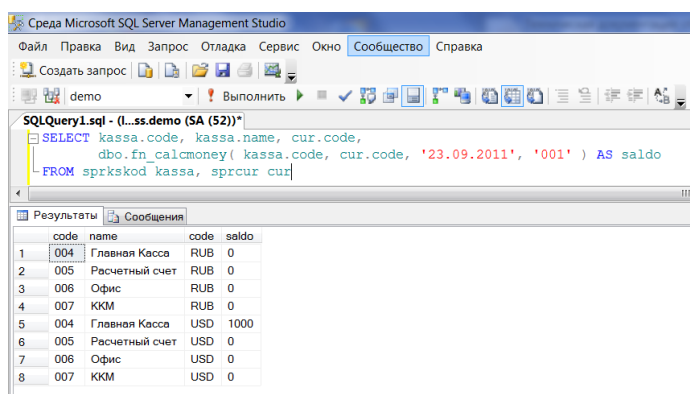 Среда Microsoft SQL Server Management Studio
Файл Правка Вид Запрос Отладка Сервис Окно Сообщество Справка
Создать запрос
demo Выполнить
SQLQuery1.sql - (l...ss.demo (SA (52))*
SELECT kassa.code, kassa.name, cur.code,
dbo.fn_calcmoney( kassa.code, cur.code, '23.09.2011', '001' ) AS saldo
FROM sprkskod kassa, sprcur cur
Результаты Сообщения
code name code saldo
1 004 Главная Касса RUB 0
2 005 Расчетный счет RUB 0
3 006 Офис RUB 0
4 007 ККМ RUB 0
5 004 Главная Касса USD 1000
6 005 Расчетный счет USD 0
7 006 Офис USD 0
8 007 ККМ USD 0